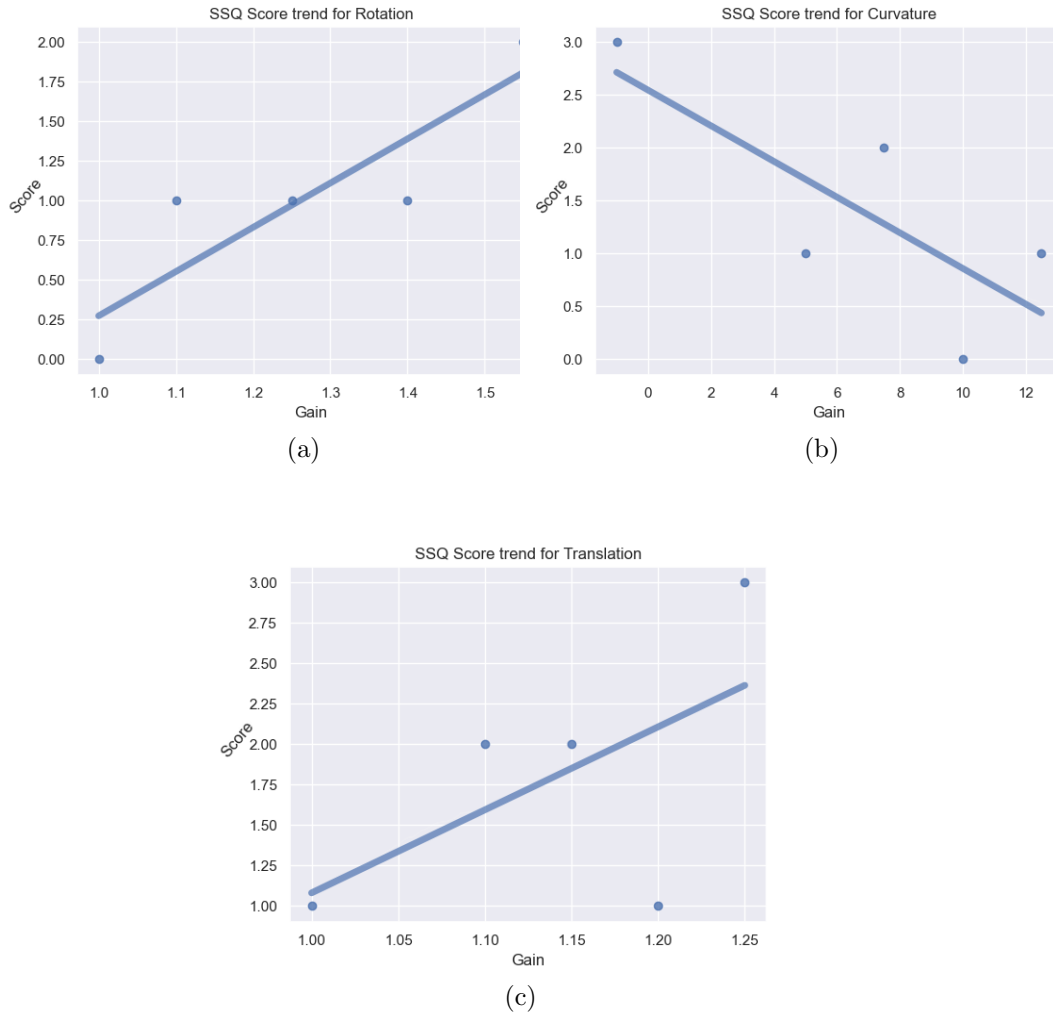 SSQ Score trend for Rotation
2.00
1.75
1.50
1.25
1.00
0.75
0.50
0.25
0.00
Score
1.0 1.1 1.2 1.3 1.4 1.5
Gain
(a)
SSQ Score trend for Curvature
3.0
2.5
2.0
1.5
1.0
0.5
0.0
Score
0 2 4 6 8 10 12
Gain
(b)
SSQ Score trend for Translation
3.00
2.75
2.50
2.25
2.00
1.75
1.50
1.25
1.00
Score
1.00 1.05 1.10 1.15 1.20 1.25
Gain
(c)